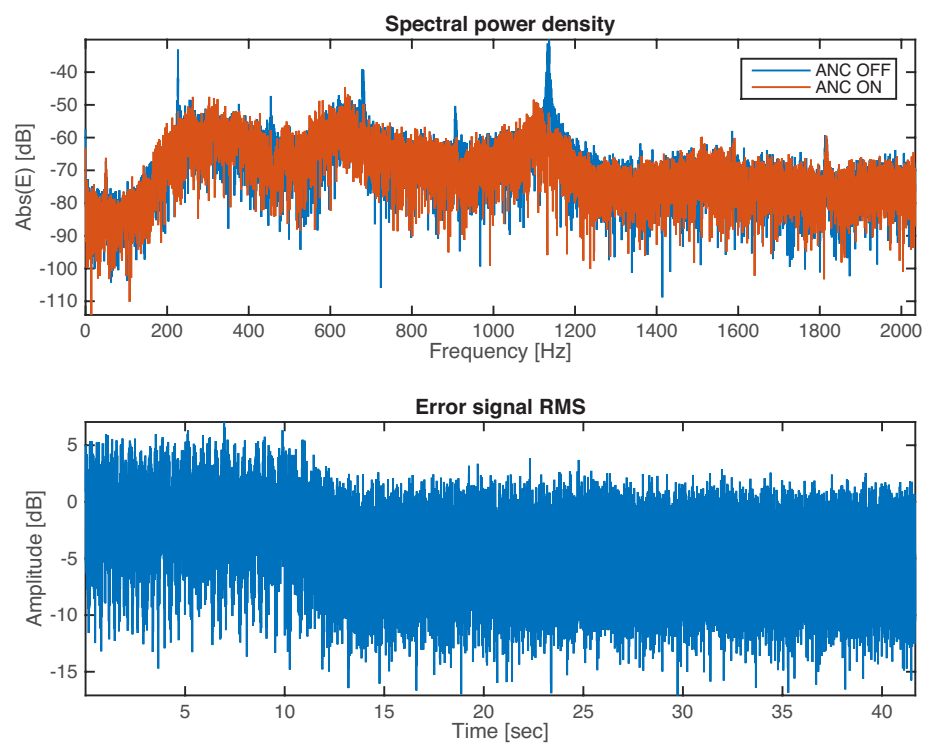 Spectral power density
Abs(E) [dB]
-40
-50
-60
-70
-80
-90
-100
-110
ANC OFF
ANC ON
0 200 400 600 800 1000 1200 1400 1600 1800 2000
Frequency [Hz]
Error signal RMS
Amplitude [dB]
5
0
-5
-10
-15
5 10 15 20 25 30 35 40
Time [sec]